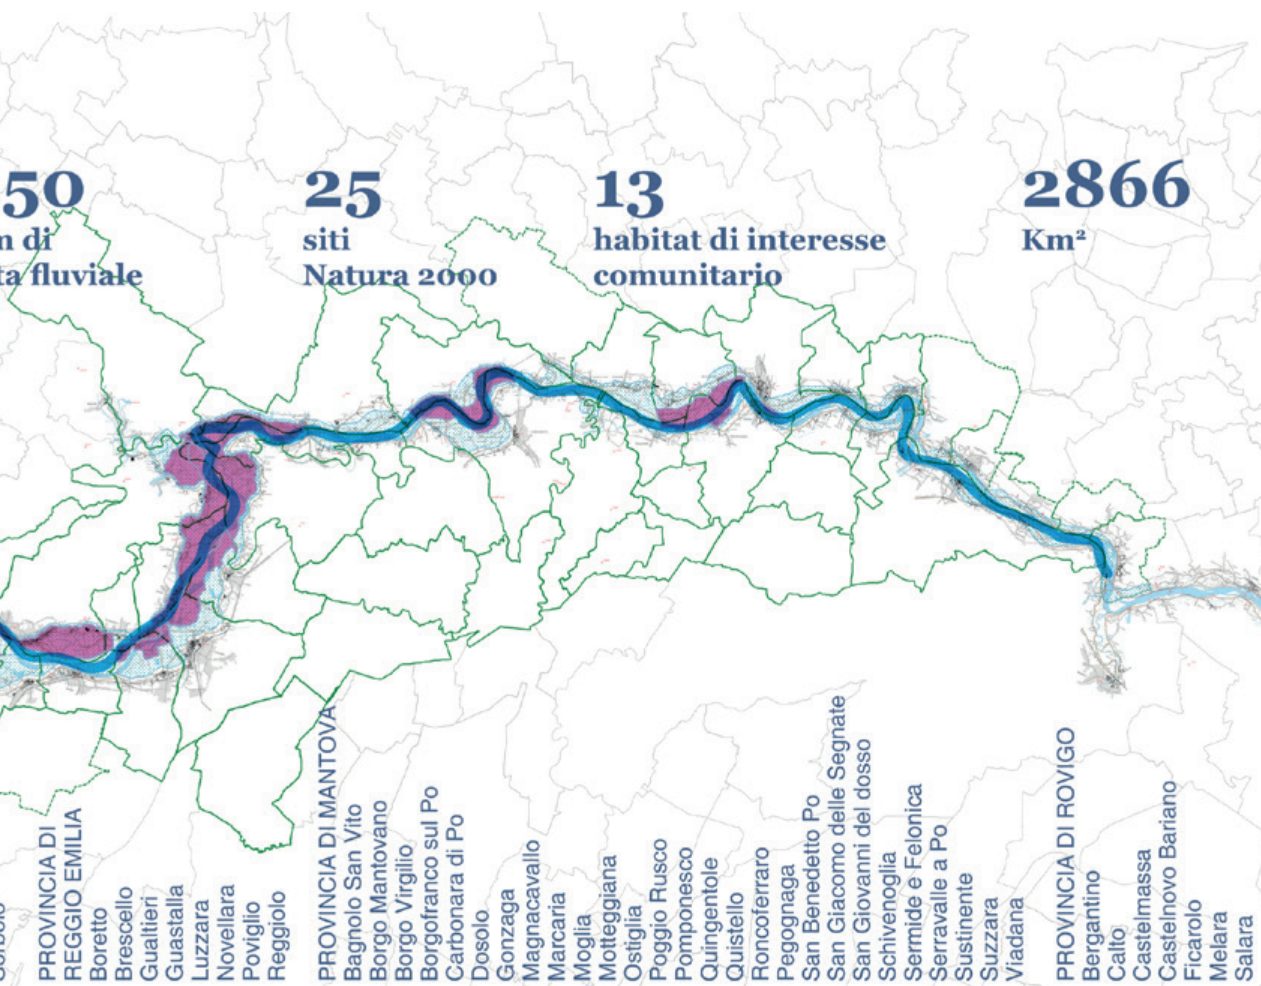 50
25
13
2866
m di
siti
habitat di interesse
Km²
ta fluviale
Natura 2000
comunitario
PROVINCIA DI
REGGIO EMILIA
Boretto
Brescello
Gualtieri
Guastalla
Luzzara
Novellara
Poviglio
Reggiolo
PROVINCIA DI MANTOVA
Bagnolo San Vito
Borgo Mantovano
Borgo Virgilio
Borgofranco sul Po
Carbonara di Po
Dosolo
Gonzaga
Magnacavallo
Marcaria
Moglia
Motteggiana
Ostiglia
Poggio Rusco
Pomponesco
Quingentole
Quistello
Roncoferraro
Pegognaga
San Benedetto Po
San Giacomo delle Segnate
San Giovanni del dosso
Schivenoglia
Sermide e Felonica
Serravalle a Po
Sustinente
Suzzara
Viadana
PROVINCIA DI ROVIGO
Bergantino
Calto
Castelmassa
Castelnovo Bariano
Ficarolo
Melara
Salara